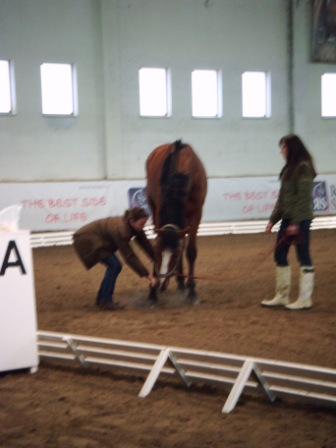 THE BEST SIDE
OF LIFE
THE BEST SIDE
OF LIFE
A